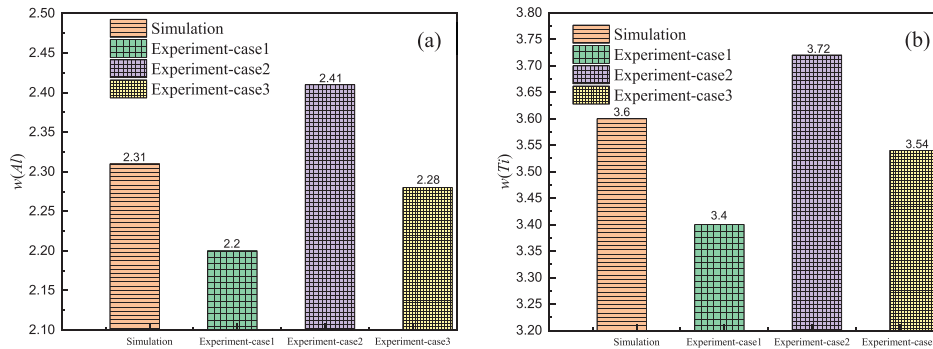 2.50
2.45
2.40
2.35
2.30
2.25
2.20
2.15
2.10
w(Al)
Simulation
Experiment-case1
Experiment-case2
Experiment-case3
(a)
2.31
2.2
2.41
2.28
Simulation Experiment-case1 Experiment-case2 Experiment-case3
3.80
3.75
3.70
3.65
3.60
3.55
3.50
3.45
3.40
3.35
3.30
3.25
3.20
w(Ti)
Simulation
Experiment-case1
Experiment-case2
Experiment-case3
(b)
3.6
3.4
3.72
3.54
Simulation Experiment-case1 Experiment-case2 Experiment-case